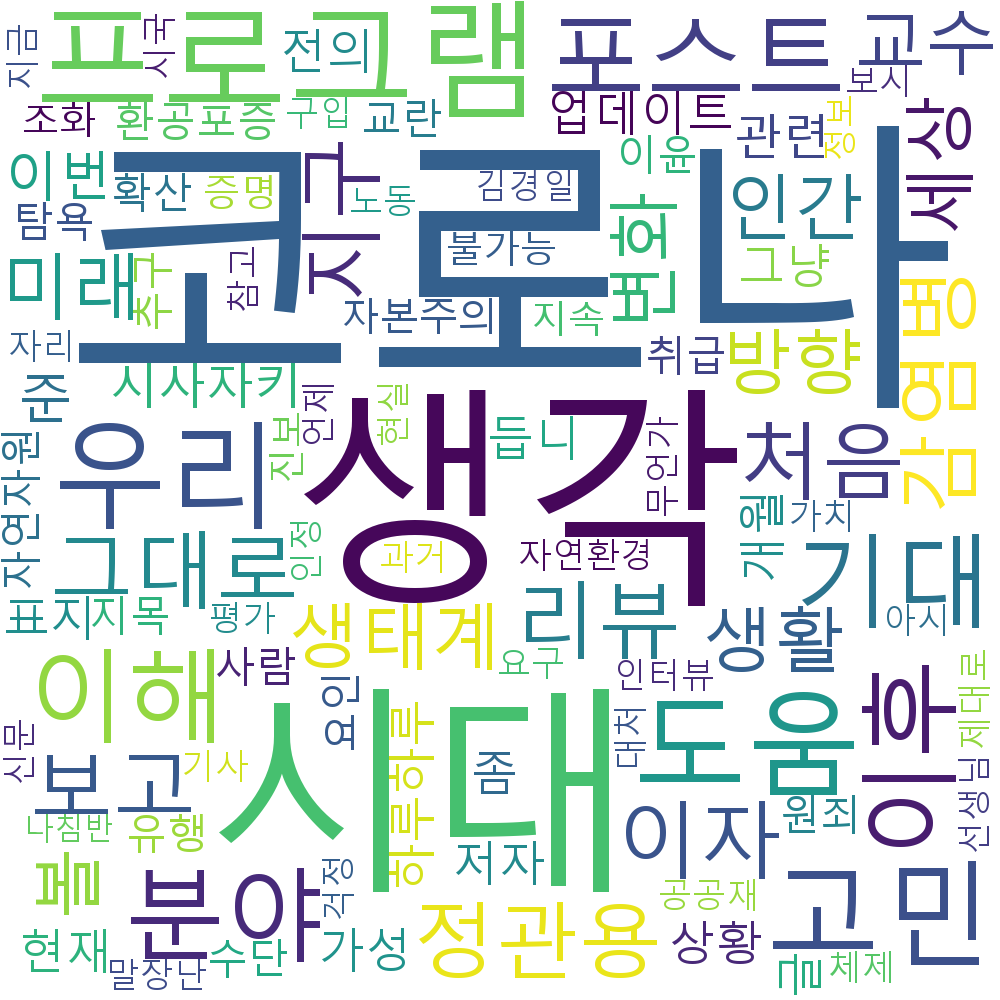 지금
프로그램
시국
전의
포스트
교수
보시
조화
환공포증
구입
교란
업데이트
관련
정보
세상
이번
확산
증명
지구
이윤
탐욕
노동
김경일
인간
코로나
변화
불가능
그냥
미래
추구
참고
자본주의
지속
감염병
자리
취급
방향
준
시사자키
언제
현실
듭니
생각
처음
진보
무언가
자연자원
우리
월
가치
그대로
인정
과거
자연환경
개
기대
표지
지목
평가
생태계
리뷰
생활
아시
이해
사람
요구
인터뷰
이후
제대로
요인
시대
하루하루
대처
도움
신문
보고
기사
좀
선생님
나침반
유행
저자
이자
원조
볼
분야
걱정
공공재
고민
정관용
현재
수단
가성
상황
말장난
글
체제